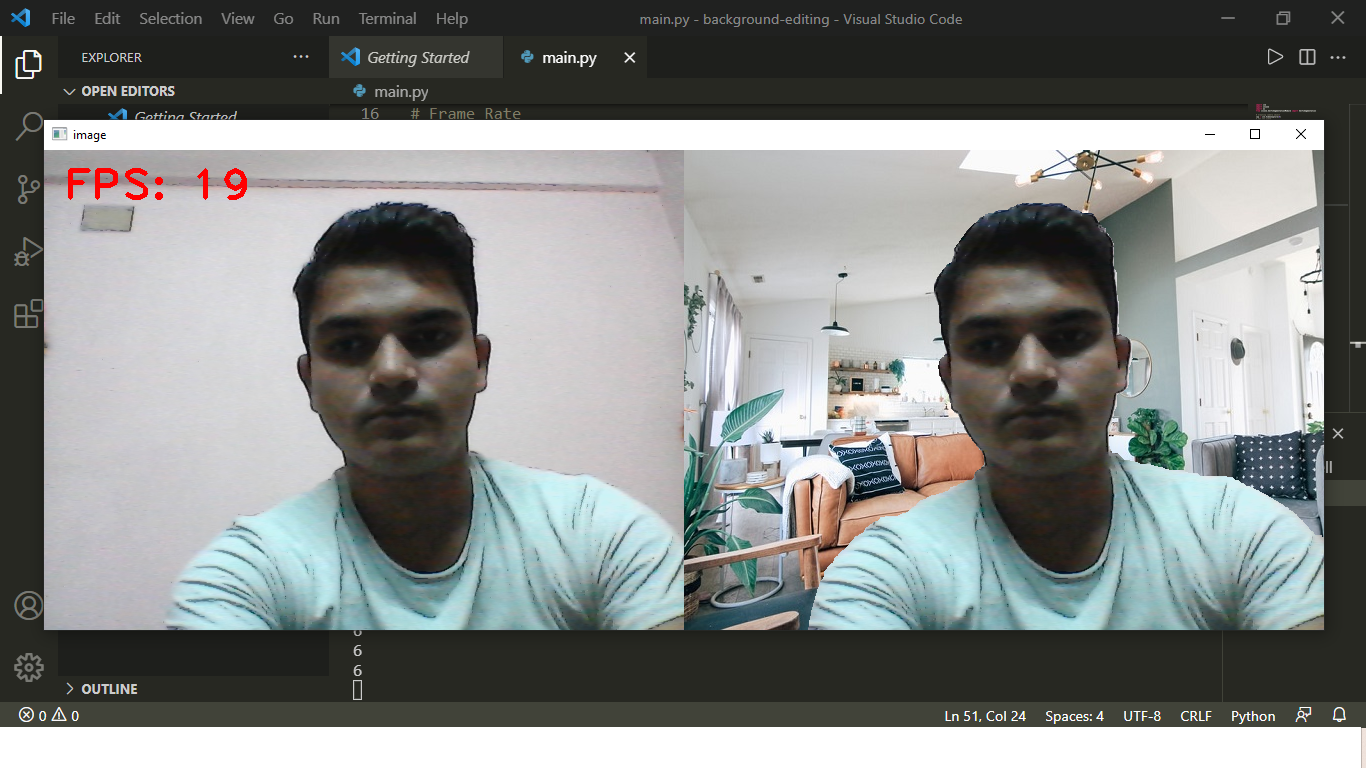 File Edit Selection View Go Run Terminal Help main.py - background-editing - Visual Studio Code
EXPLORER
Getting Started
main.py
OPEN EDITORS
main.py
Getting Started
16 # Frame Rate
image
FPS: 19
6
6
6
OUTLINE
0 0
Ln 51, Col 24 Spaces: 4 UTF-8 CRLF Python